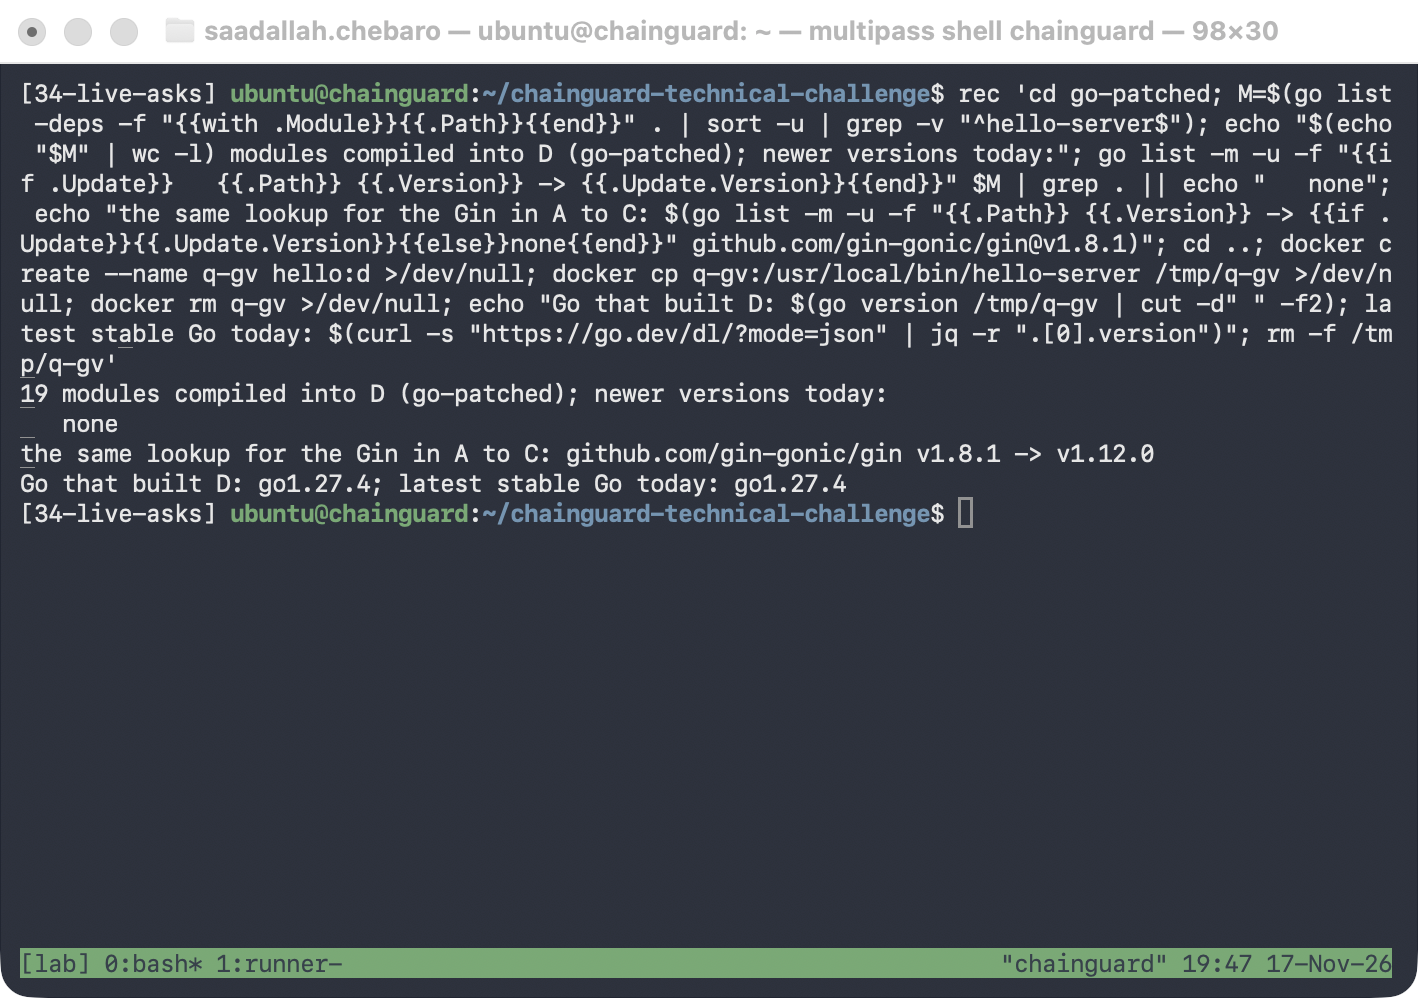 saadallah.chebaro — ubuntu@chainguard: ~ — multipass shell chainguard — 98×30
[34-live-asks] ubuntu@chainguard:~/chainguard-technical-challenge$ rec 'cd go-patched; M=$(go list
 -deps -f "{{with .Module}}{{.Path}}{{end}}" . | sort -u | grep -v "^hello-server$"); echo "$(echo
 "$M" | wc -l) modules compiled into D (go-patched); newer versions today:"; go list -m -u -f "{{i
f .Update}}   {{.Path}} {{.Version}} -> {{.Update.Version}}{{end}}" $M | grep . || echo "   none";
 echo "the same lookup for the Gin in A to C: $(go list -m -u -f "{{.Path}} {{.Version}} -> {{if .
Update}}{{.Update.Version}}{{else}}none{{end}}" github.com/gin-gonic/gin@v1.8.1)"; cd ..; docker c
reate --name q-gv hello:d >/dev/null; docker cp q-gv:/usr/local/bin/hello-server /tmp/q-gv >/dev/n
ull; docker rm q-gv >/dev/null; echo "Go that built D: $(go version /tmp/q-gv | cut -d" " -f2); la
test stable Go today: $(curl -s "https://go.dev/dl/?mode=json" | jq -r ".[0].version")"; rm -f /tm
p/q-gv'
19 modules compiled into D (go-patched); newer versions today:
_  none
the same lookup for the Gin in A to C: github.com/gin-gonic/gin v1.8.1 -> v1.12.0
Go that built D: go1.27.4; latest stable Go today: go1.27.4
[34-live-asks] ubuntu@chainguard:~/chainguard-technical-challenge$
[lab] 0:bash* 1:runner- "chainguard" 19:47 17-Nov-26